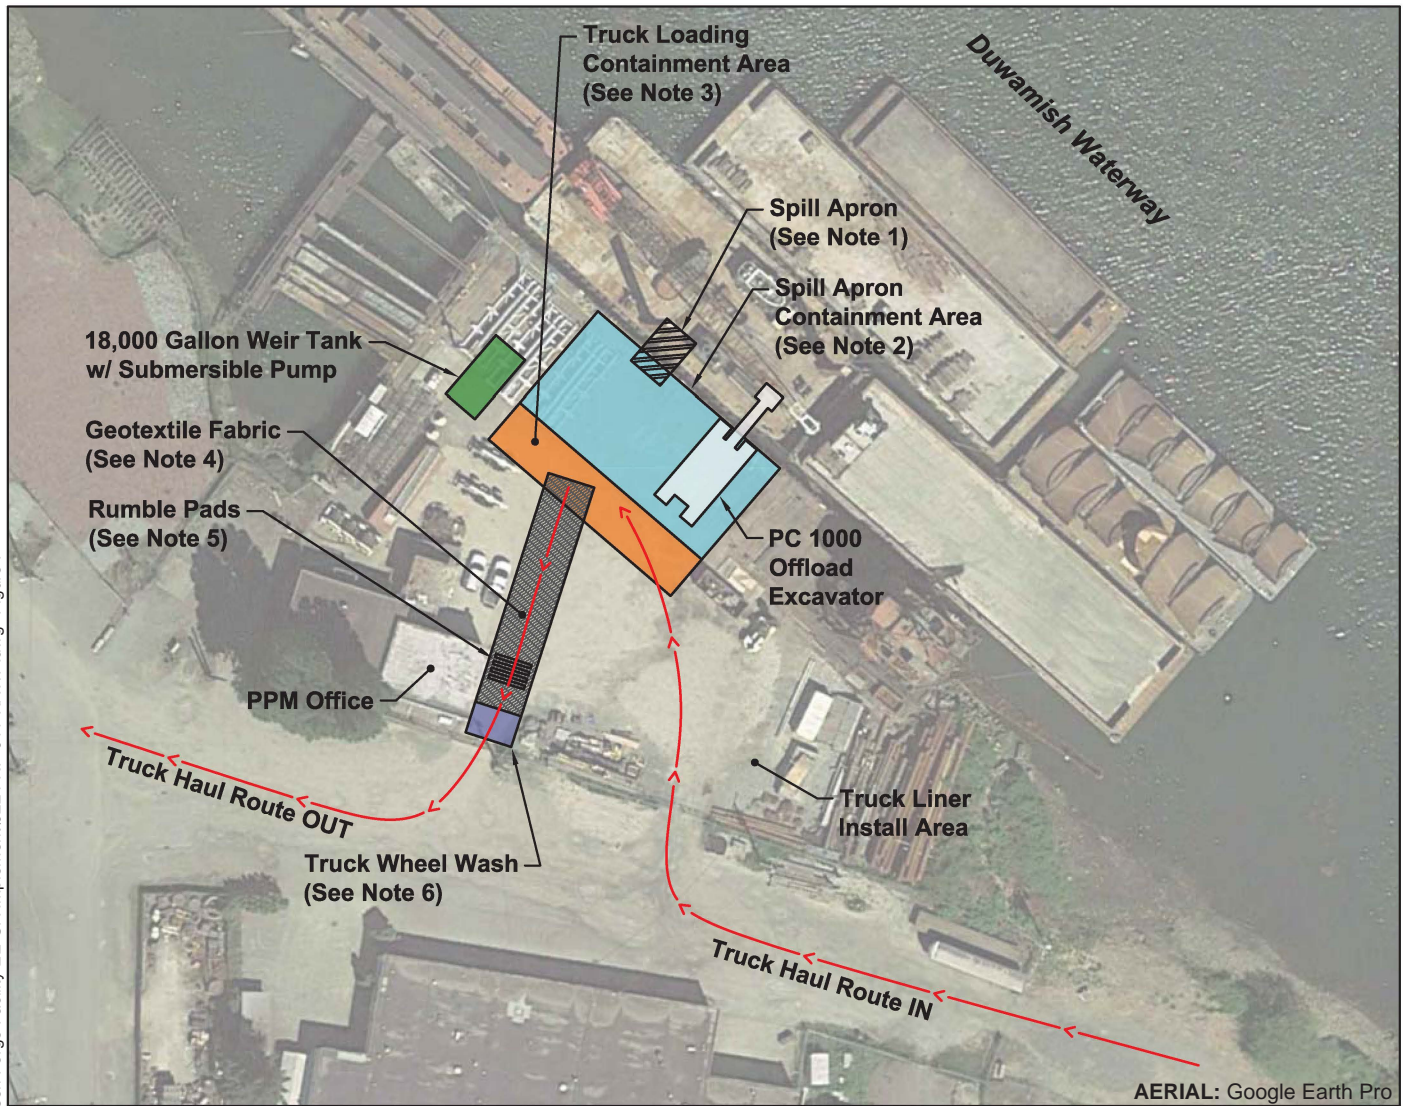 Truck Loading
Containment Area
(See Note 3)
Duwamish Waterway
Spill Apron
(See Note 1)
Spill Apron
Containment Area
(See Note 2)
18,000 Gallon Weir Tank
w/ Submersible Pump
Geotextile Fabric
(See Note 4)
Rumble Pads
(See Note 5)
PC 1000
Offload
Excavator
PPM Office
Truck Haul Route OUT
Truck Liner
Install Area
Truck Wheel Wash
(See Note 6)
Truck Haul Route IN
AERIAL: Google Earth Pro